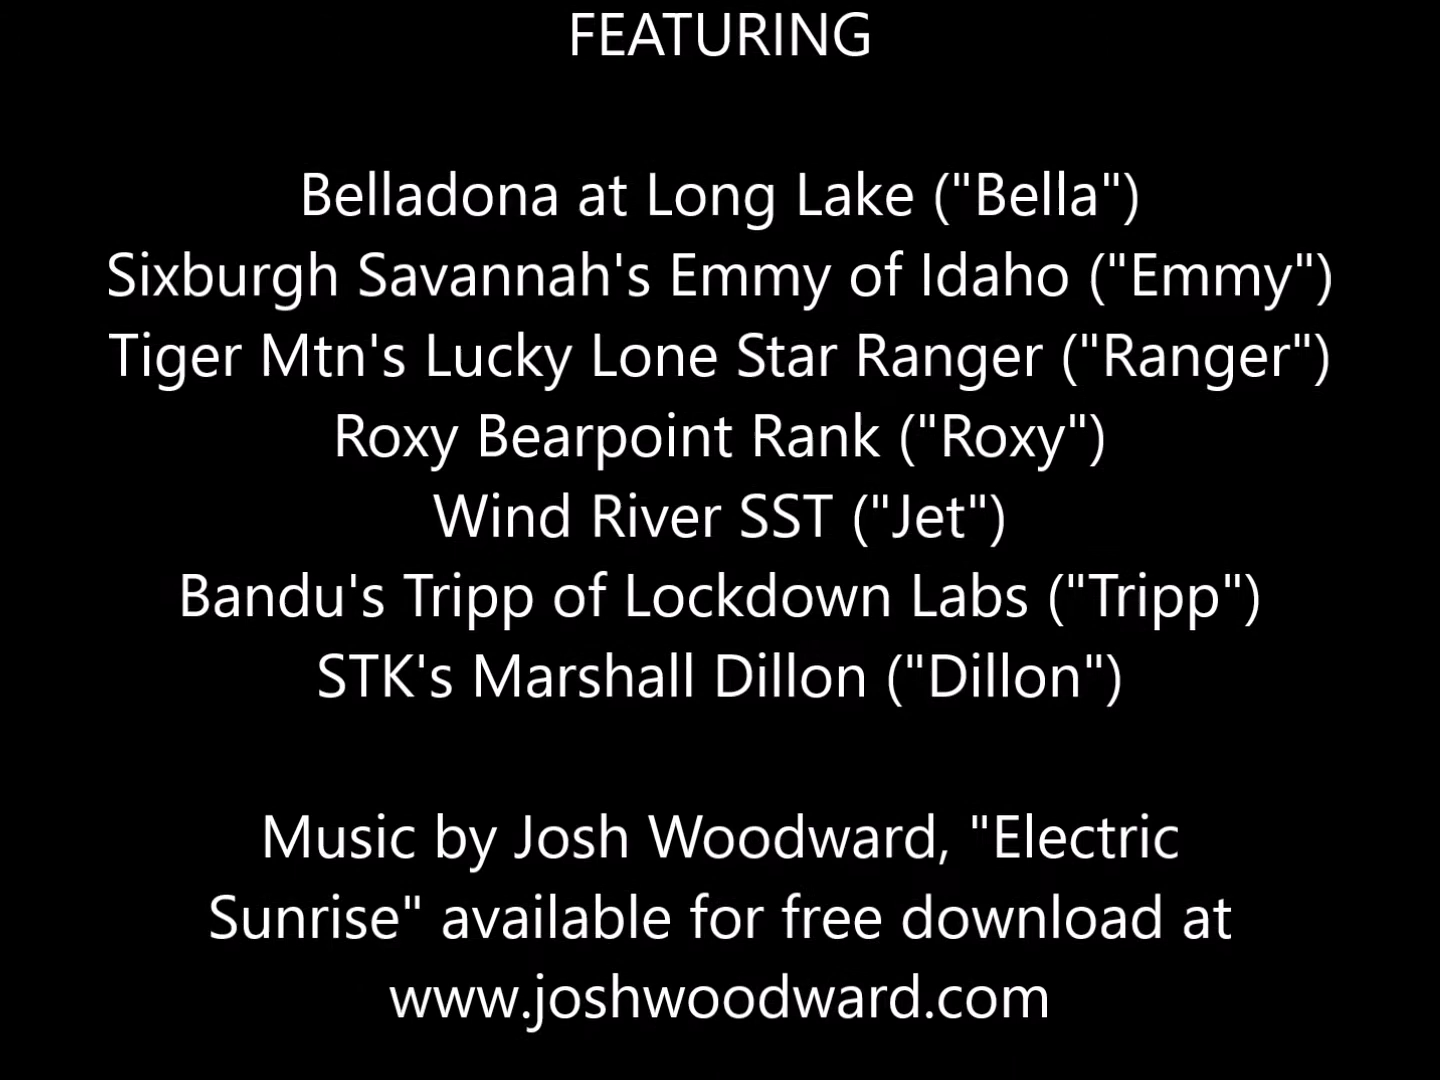 FEATURING
Belladona at Long Lake ("Bella")
Sixburgh Savannah's Emmy of Idaho ("Emmy")
Tiger Mtn's Lucky Lone Star Ranger ("Ranger")
Roxy Bearpoint Rank ("Roxy")
Wind River SST ("Jet")
Bandu's Tripp of Lockdown Labs ("Tripp")
STK's Marshall Dillon ("Dillon")
Music by Josh Woodward, "Electric
Sunrise" available for free download at
www.joshwoodward.com